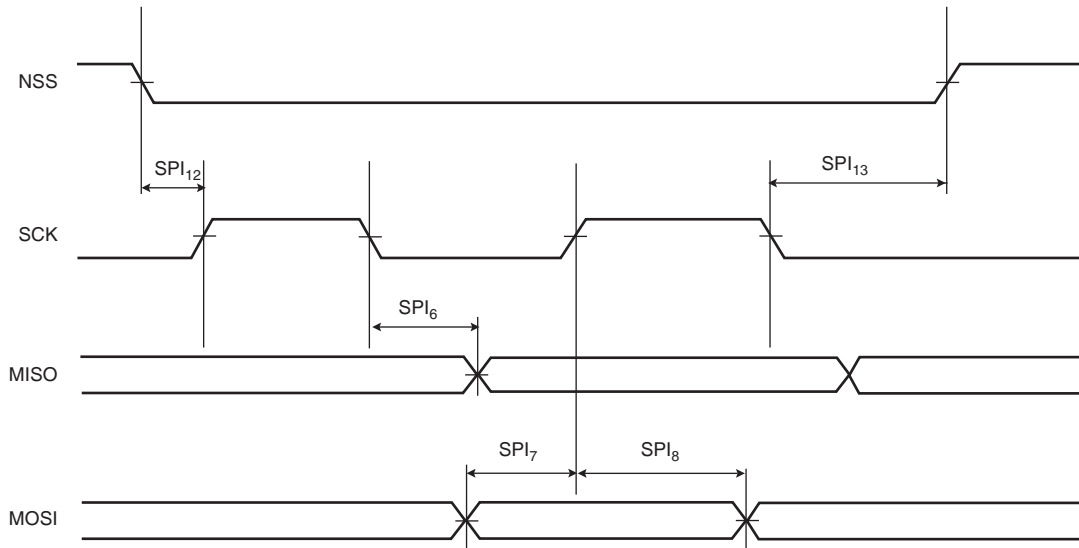 NSS
SPI₁₂
SPI₁₃
SCK
SPI₆
MISO
SPI₇
SPI₈
MOSI